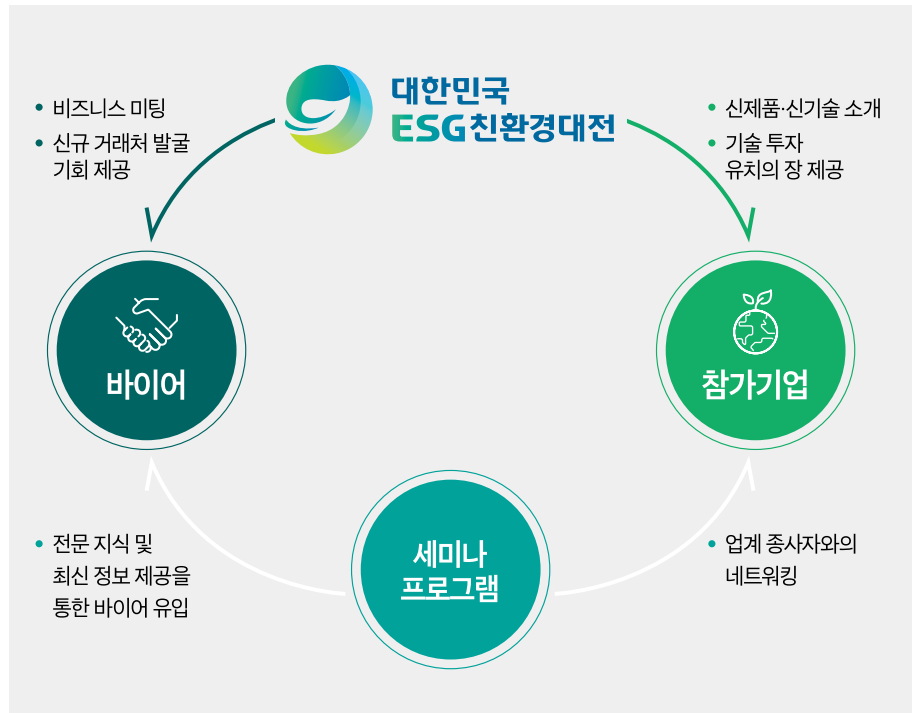 대한민국
ESG친환경대전
• 비즈니스 미팅
• 신규 거래처 발굴
기회 제공
• 신제품·신기술 소개
• 기술 투자
유치의 장 제공
바이어
참가기업
세미나
프로그램
• 전문 지식 및
최신 정보 제공을
통한 바이어 유입
• 업계 종사자와의
네트워킹